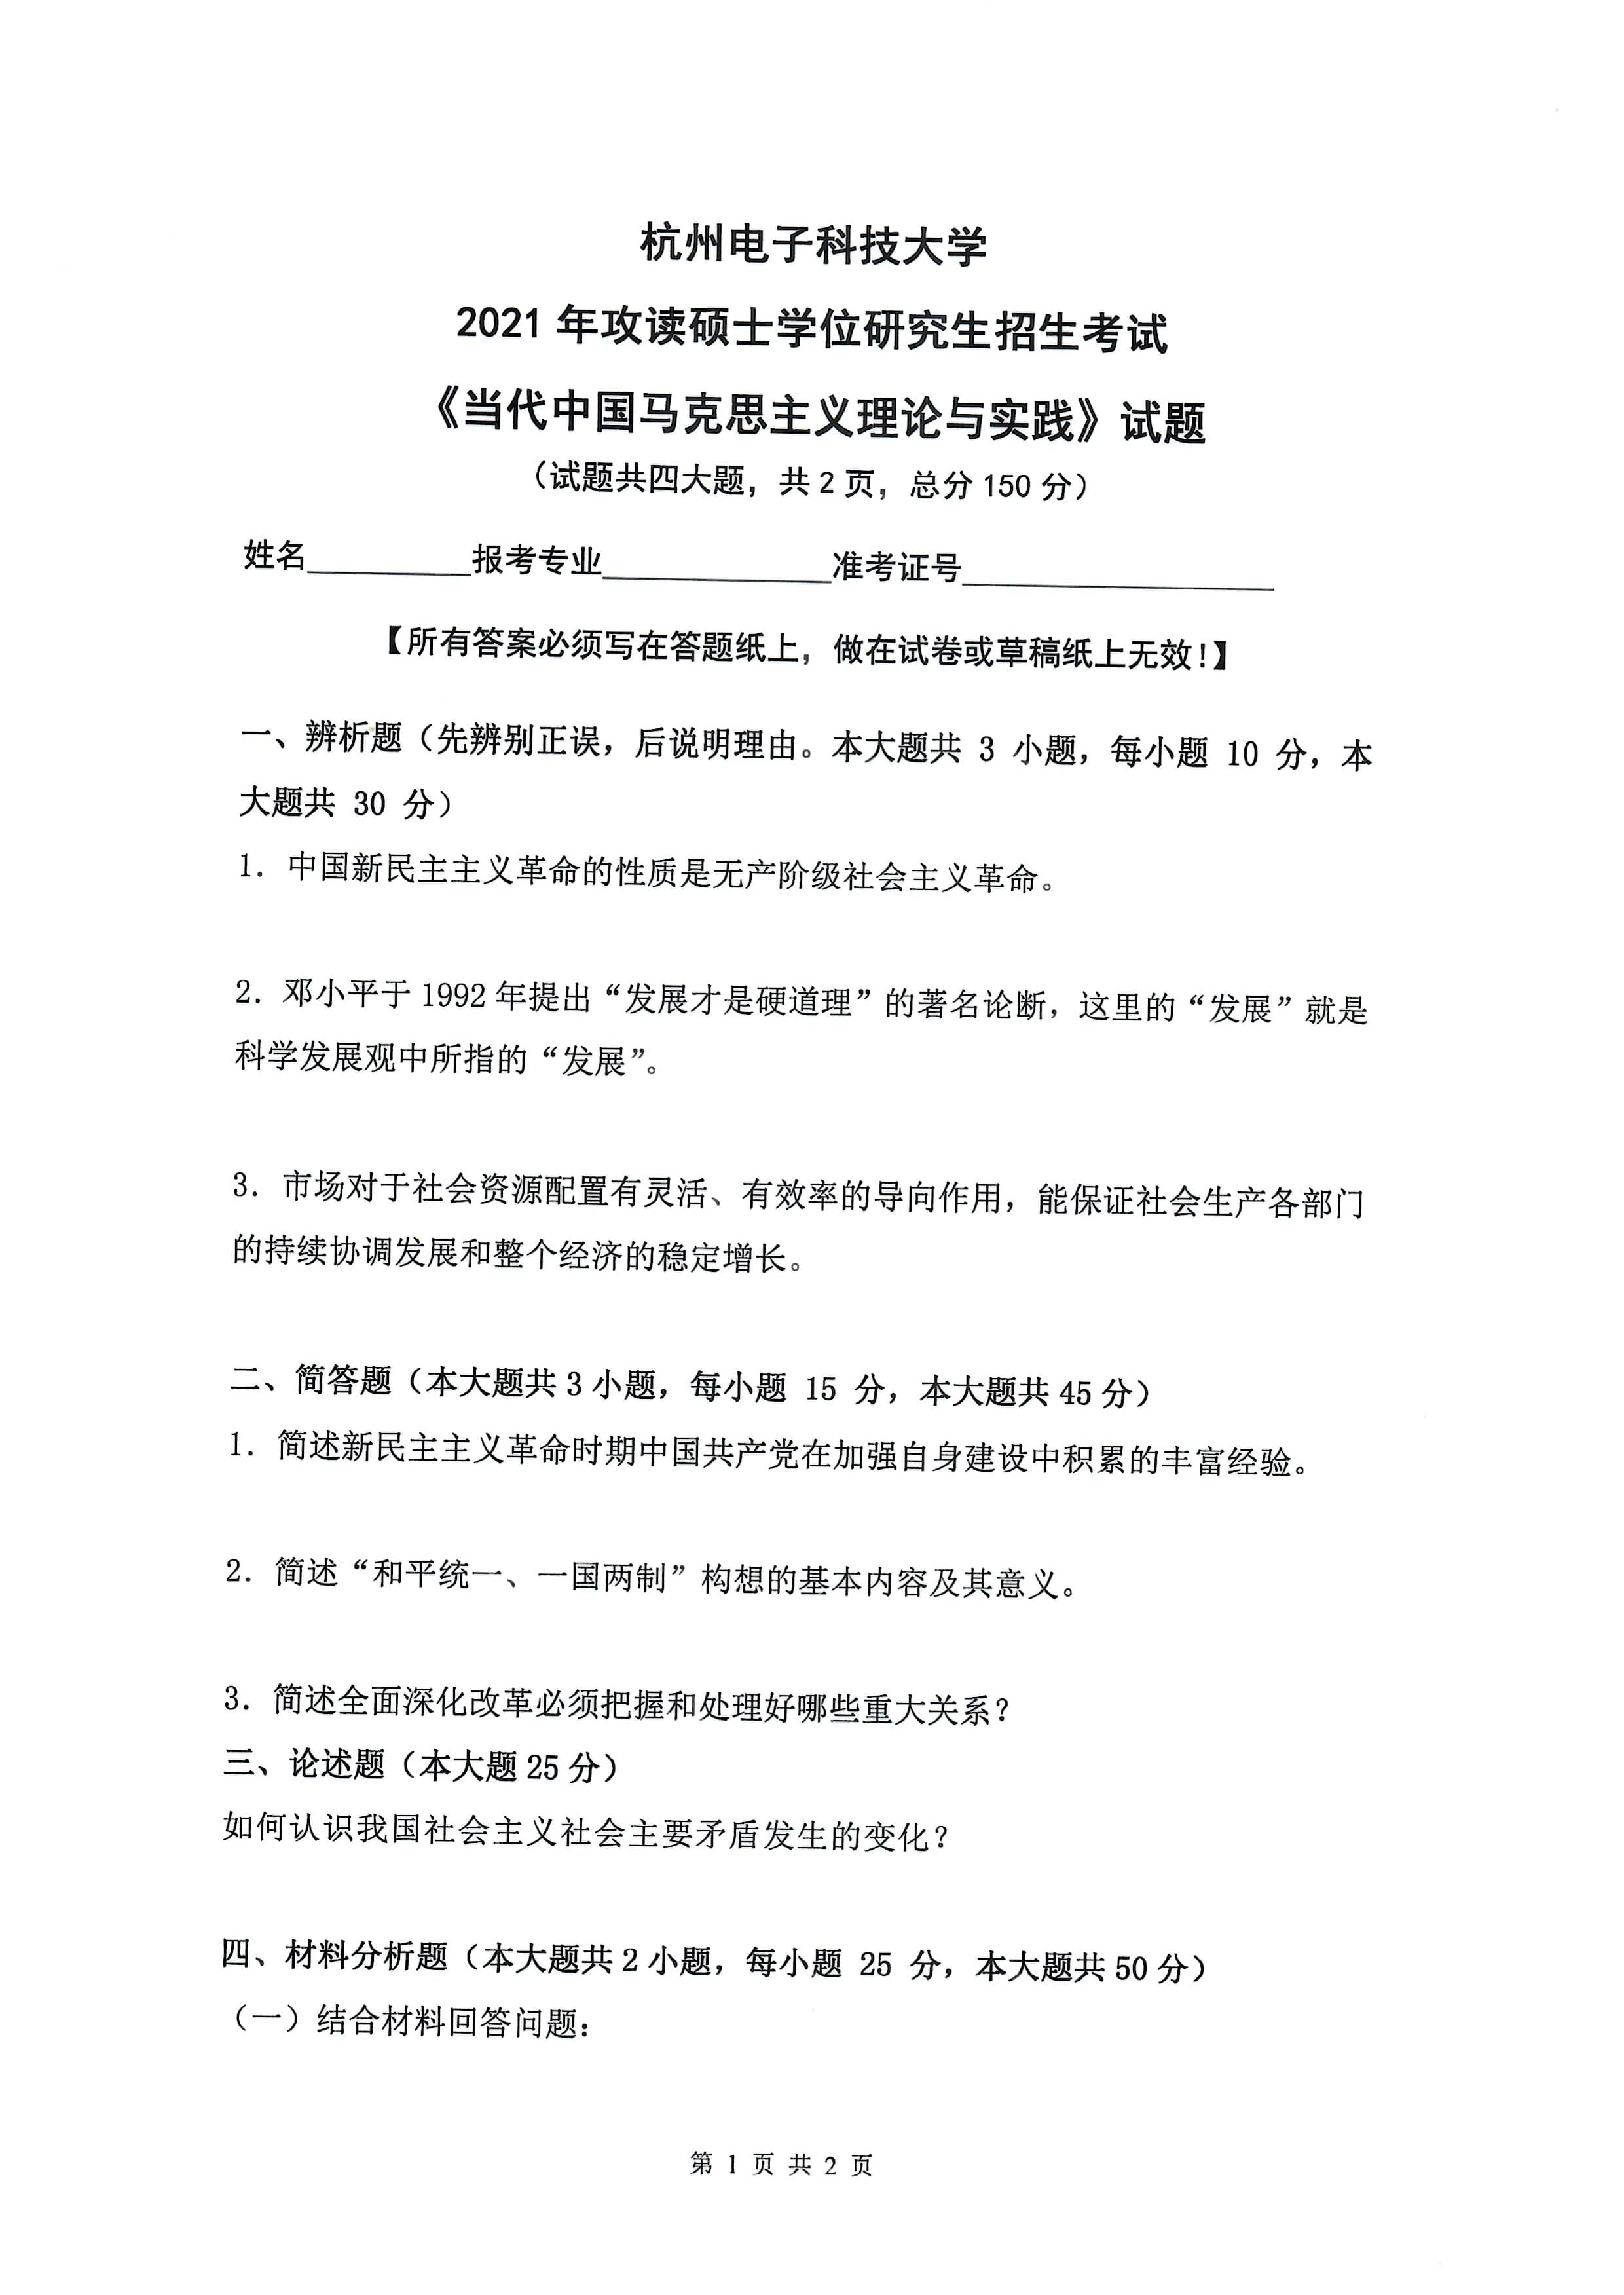 杭州电子科技大学
2021 年攻读硕士学位研究生招生考试
《当代中国马克思主义理论与实践》试题
（试题共四大题，共 2 页，总分 150 分）
姓名__________报考专业______________准考证号___________________
【所有答案必须写在答题纸上，做在试卷或草稿纸上无效！】
一、辨析题（先辨别正误，后说明理由。本大题共 3 小题，每小题 10 分，本
大题共 30 分）
1. 中国新民主主义革命的性质是无产阶级社会主义革命。
2. 邓小平于 1992 年提出“发展才是硬道理”的著名论断，这里的“发展”就是
科学发展观中所指的“发展”。
3. 市场对于社会资源配置有灵活、有效率的导向作用，能保证社会生产各部门
的持续协调发展和整个经济的稳定增长。
二、简答题（本大题共 3 小题，每小题 15 分，本大题共 45 分）
1. 简述新民主主义革命时期中国共产党在加强自身建设中积累的丰富经验。
2. 简述“和平统一、一国两制”构想的基本内容及其意义。
3. 简述全面深化改革必须把握和处理好哪些重大关系？
三、论述题（本大题 25 分）
如何认识我国社会主义社会主要矛盾发生的变化？
四、材料分析题（本大题共 2 小题，每小题 25 分，本大题共 50 分）
（一）结合材料回答问题：
第 1 页 共 2 页